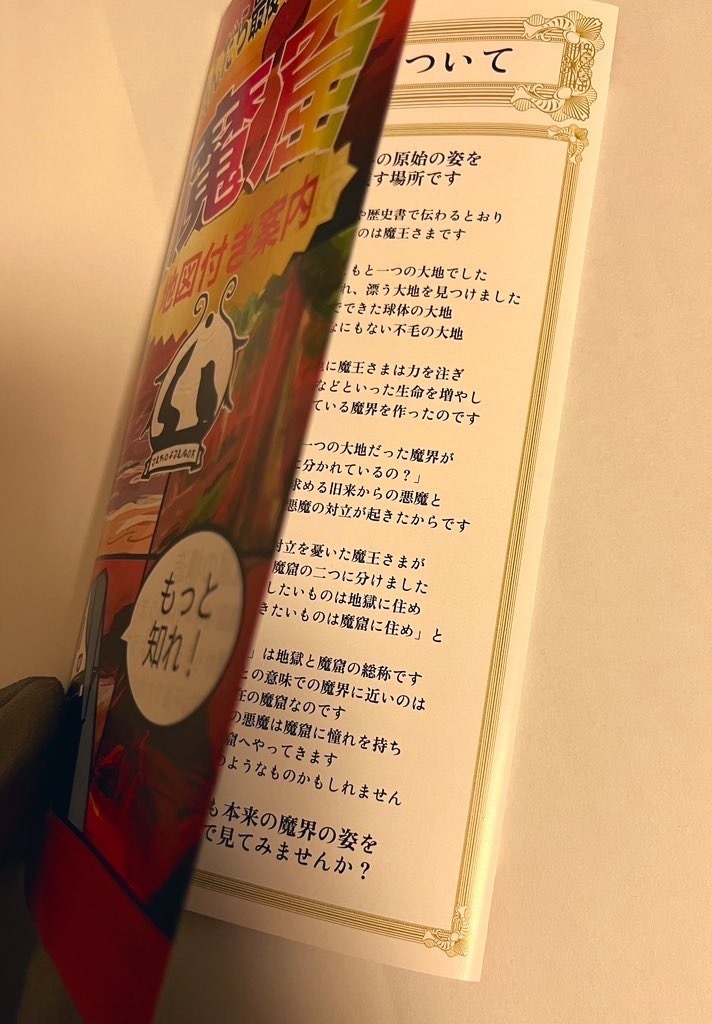 魔窟
地図付き案内
もっと
知れ！
ついて
の原始の姿を
す場所です
や歴史書で伝わるとおり
のは魔王さまです
もと一つの大地でした
れ、漂う大地を見つけました
でできた球体の大地
なにもない不毛の大地
に魔王さまは力を注ぎ
などといった生命を増やし
ている魔界を作ったのです
一つの大地だった魔界が
に分かれているの？」
求める旧来からの悪魔と
悪魔の対立が起きたからです
対立を憂いた魔王さまが
魔窟の二つに分けました
したいものは地獄に住め
きたいものは魔窟に住め」と
」は地獄と魔窟の総称です
この意味での魔界に近いのは
在の魔窟なのです
の悪魔は魔窟に憧れを持ち
窟へやってきます
のようなものかもしれません
も本来の魔界の姿を
で見てみませんか？